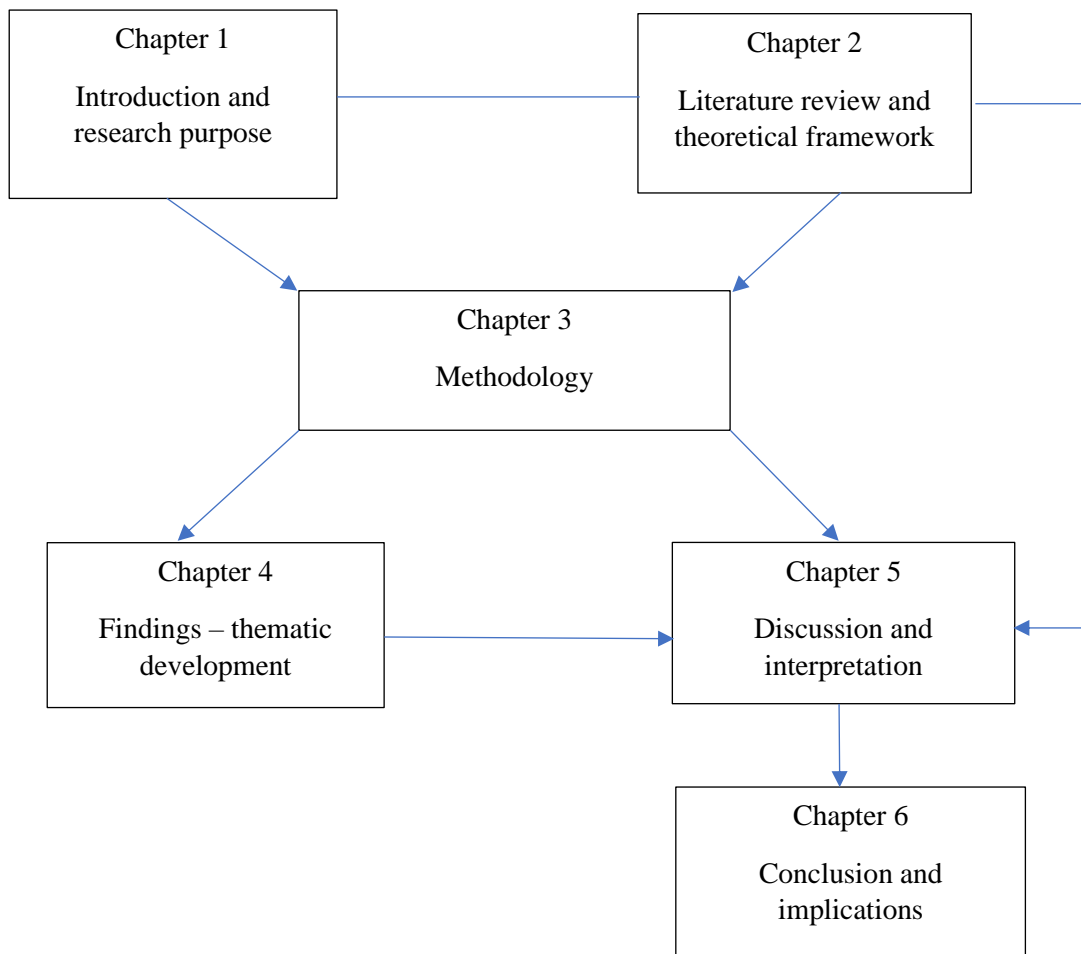 Chapter 1
Introduction and
research purpose
Chapter 2
Literature review and
theoretical framework
Chapter 3
Methodology
Chapter 4
Findings – thematic
development
Chapter 5
Discussion and
interpretation
Chapter 6
Conclusion and
implications